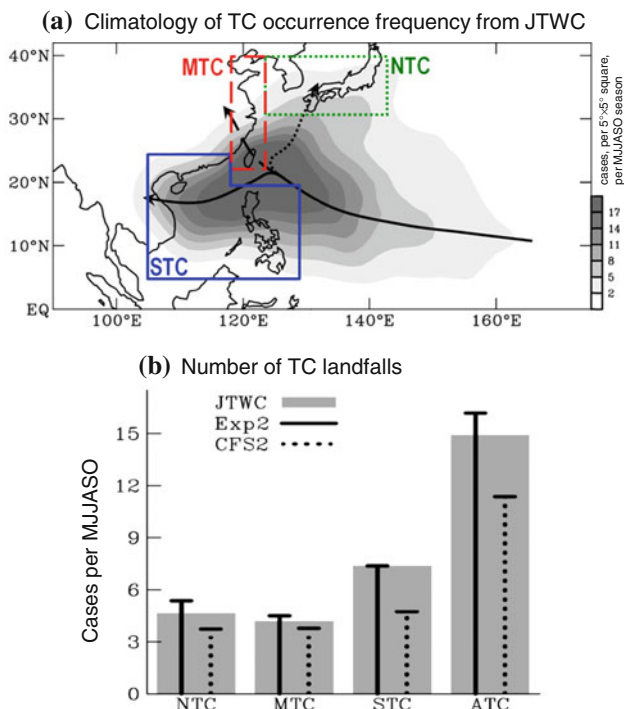 (a) Climatology of TC occurrence frequency from JTWC
40°N
30°N
20°N
10°N
EQ
100°E
120°E
140°E
160°E
MTC
NTC
STC
cases, per 5°×5° square,
per MJJASO season
17
14
11
8
5
2
(b) Number of TC landfalls
JTWC
Exp2
CFS2
Cases per MJJASO
15
12
9
6
3
0
NTC
MTC
STC
ATC